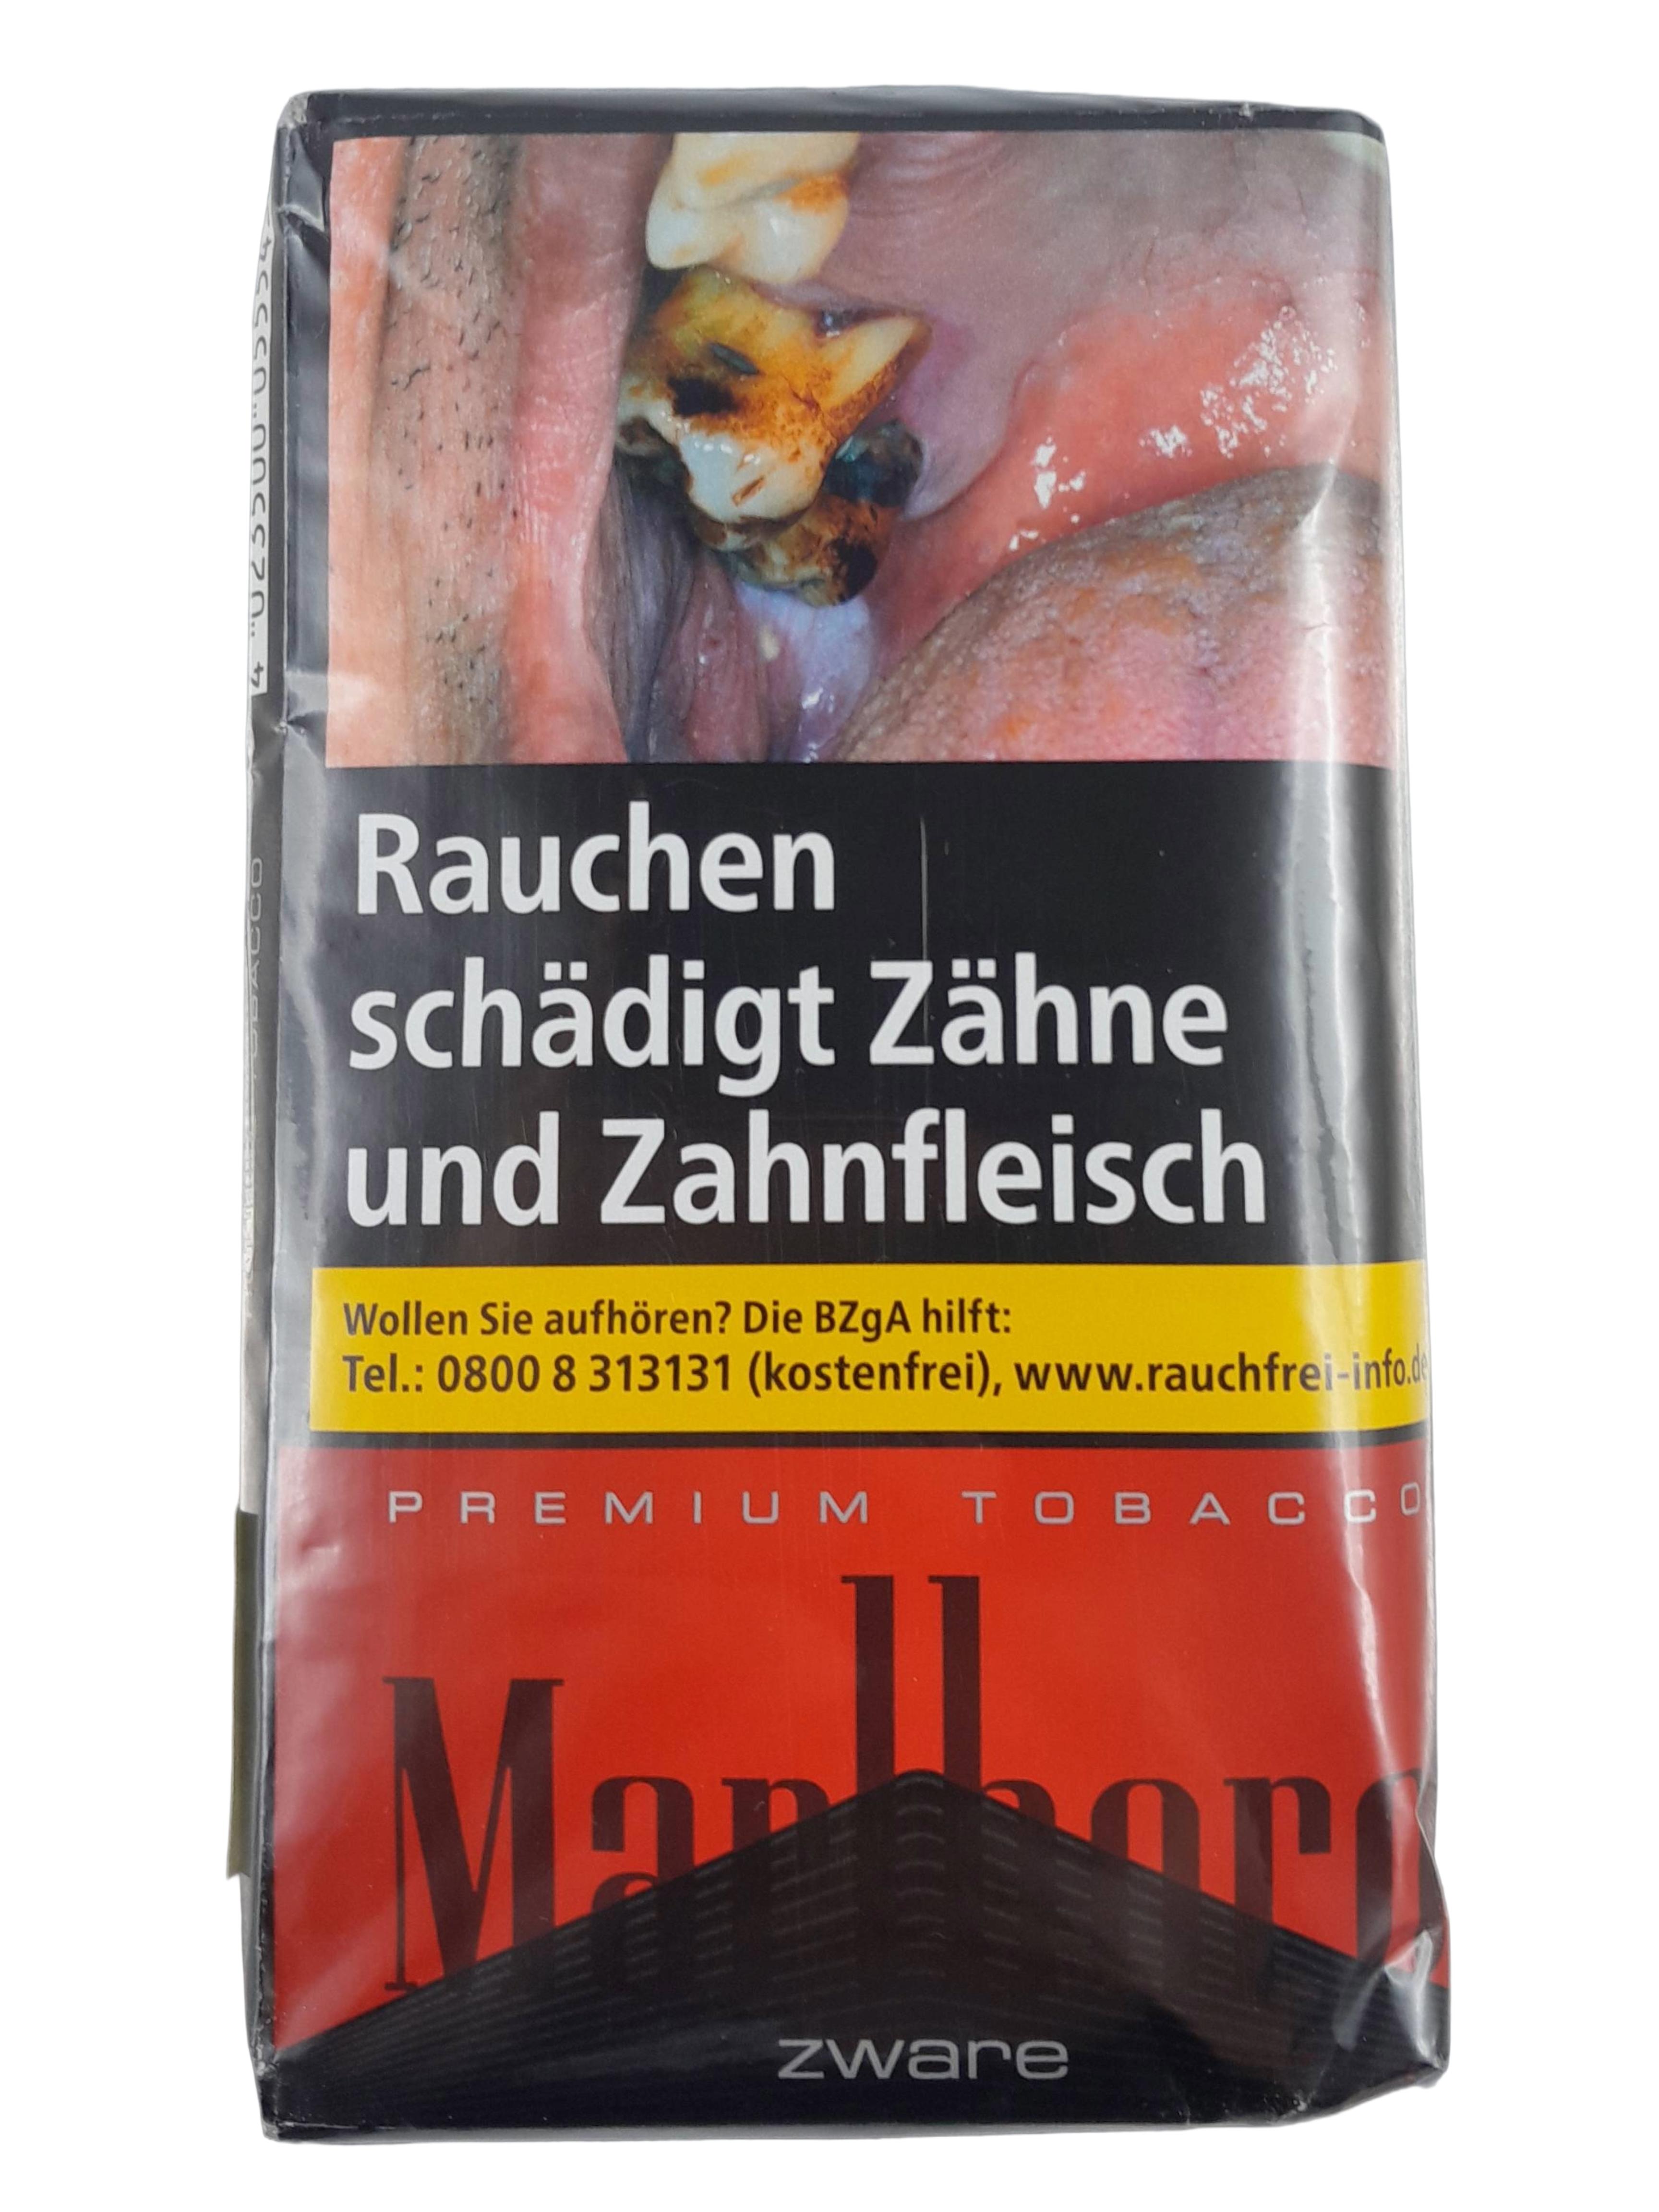 Rauchen
schädigt Zähne
und Zahnfleisch
Wollen Sie aufhören? Die BZgA hilft:
Tel.: 0800 8 313131 (kostenfrei), www.rauchfrei-info.de
PREMIUM TOBACCO
Marlboro
zware
TOBACCO